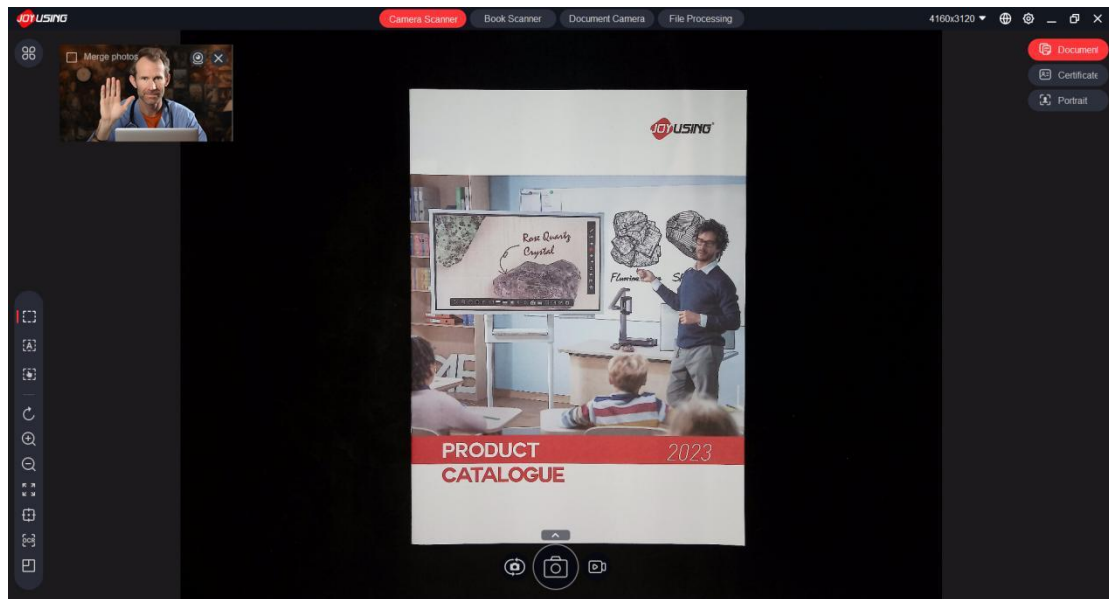 JOYUSING
Camera Scanner
Book Scanner
Document Camera
File Processing
4160x3120
Merge photos
Document
Certificate
Portrait
JOYUSING
Rose Quartz
Crystal
PRODUCT
2023
CATALOGUE
A
OCR